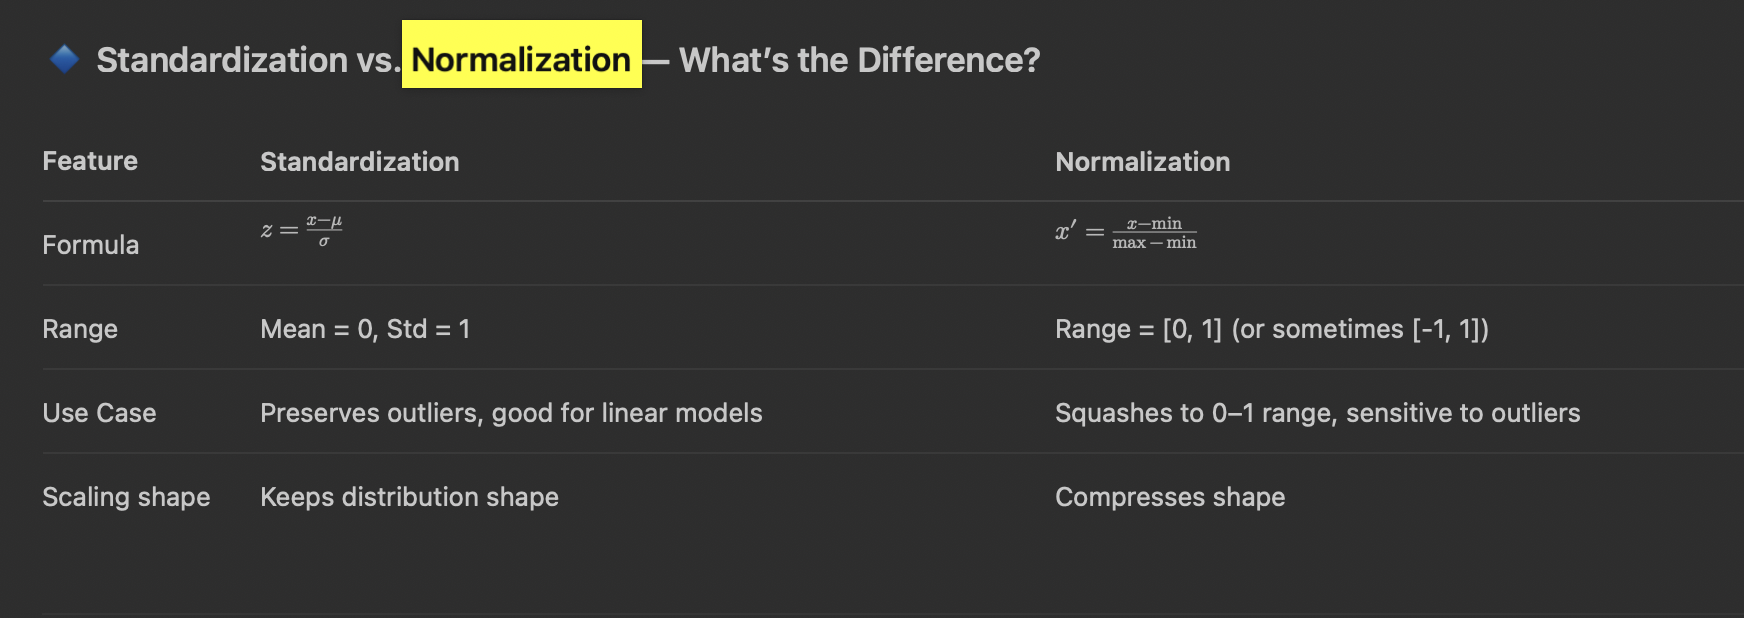 🔷 Standardization vs. Normalization — What’s the Difference?
Feature Standardization Normalization
Formula z = \frac{x-\mu}{\sigma} x' = \frac{x-\min}{\max-\min}
Range Mean = 0, Std = 1 Range = [0, 1] (or sometimes [-1, 1])
Use Case Preserves outliers, good for linear models Squashes to 0–1 range, sensitive to outliers
Scaling shape Keeps distribution shape Compresses shape